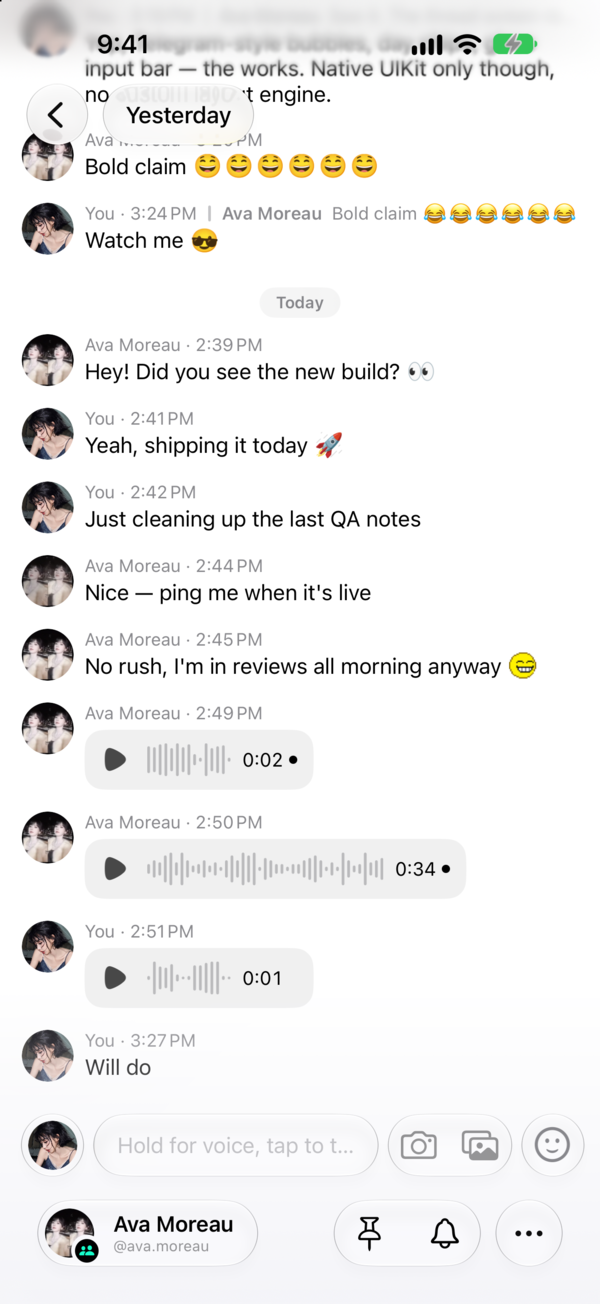 9:41
input bar — the works. Native UIKit only though,
no engine.
Yesterday
Ava
Bold claim 😄😄😄😄😄😄
You · 3:24 PM | Ava Moreau Bold claim 😂😂😂😂😂😂
Watch me 😎
Today
Ava Moreau · 2:39 PM
Hey! Did you see the new build? 👀
You · 2:41 PM
Yeah, shipping it today 🚀
You · 2:42 PM
Just cleaning up the last QA notes
Ava Moreau · 2:44 PM
Nice — ping me when it's live
Ava Moreau · 2:45 PM
No rush, I'm in reviews all morning anyway 😁
Ava Moreau · 2:49 PM
0:02
Ava Moreau · 2:50 PM
0:34
You · 2:51 PM
0:01
You · 3:27 PM
Will do
Hold for voice, tap to t...
Ava Moreau
@ava.moreau